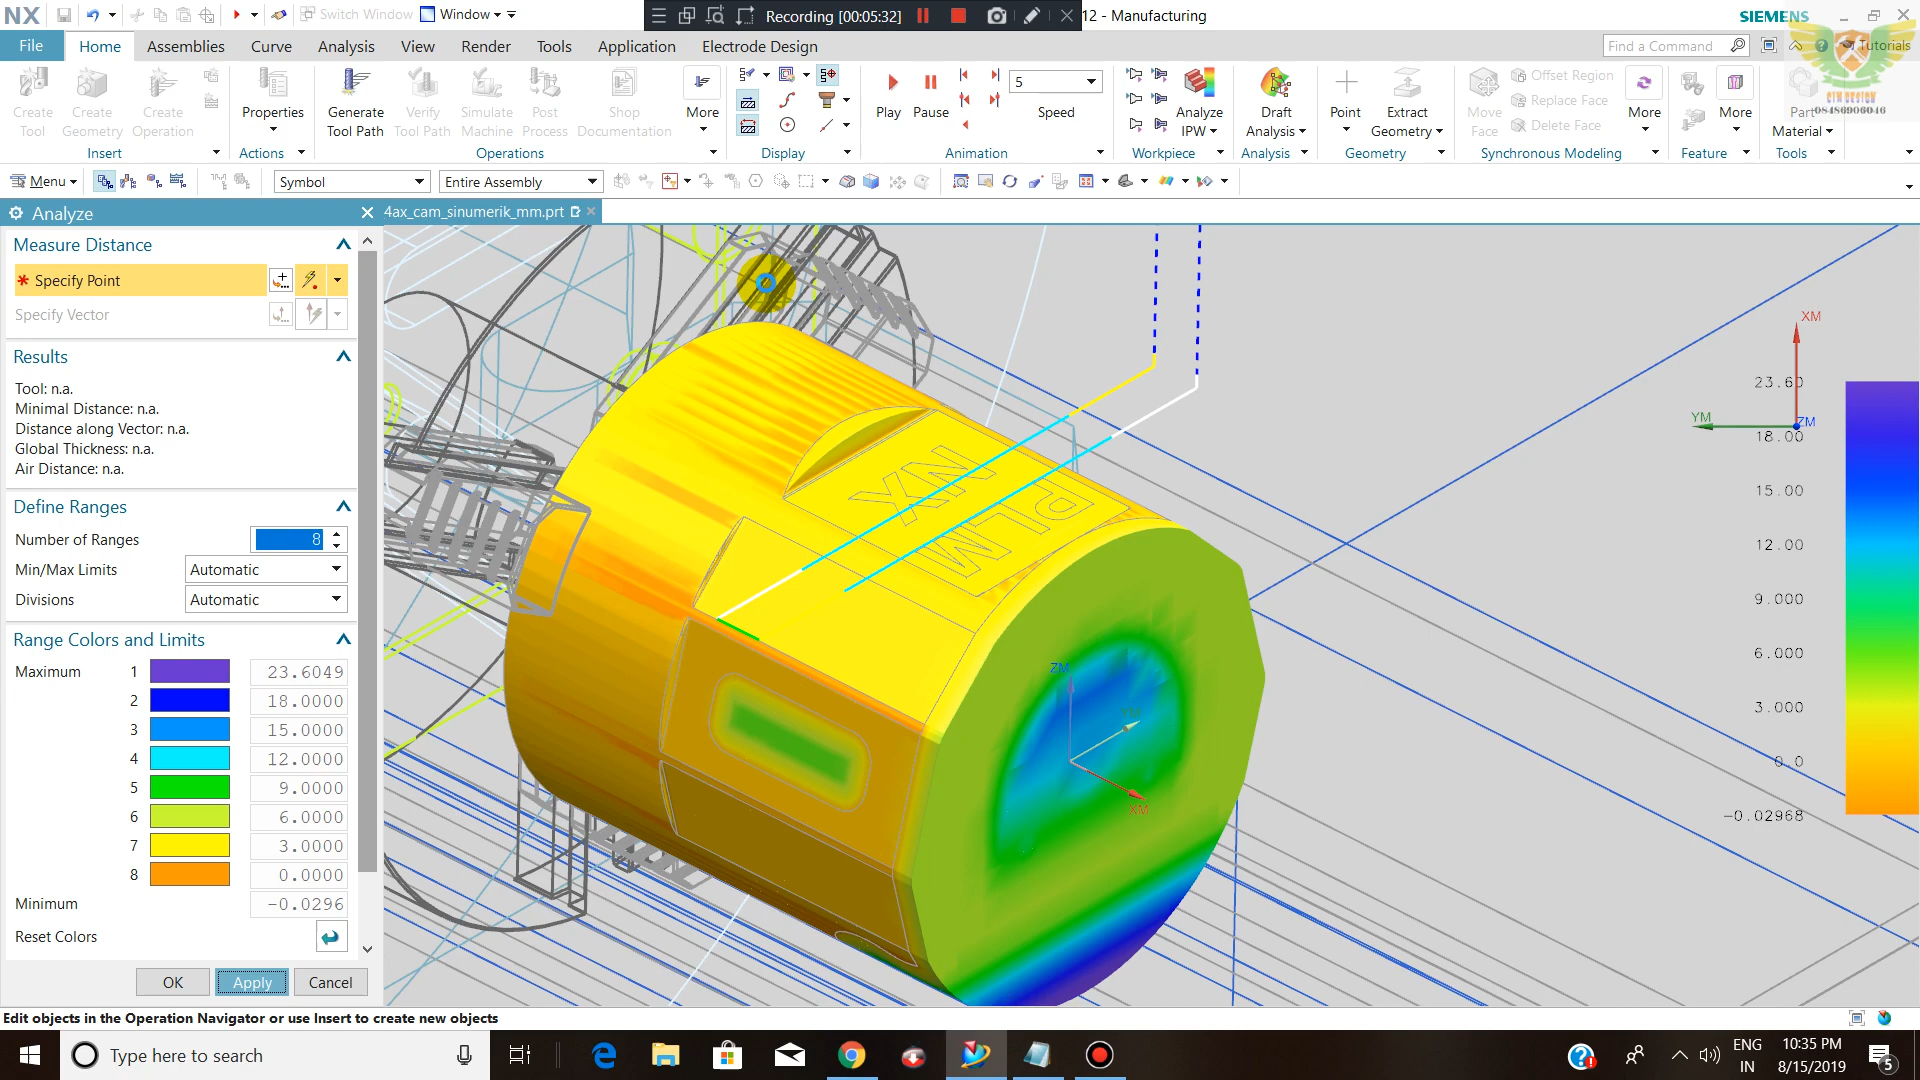 NX
Switch Window
Window
Recording [00:05:32]
12 - Manufacturing
SIEMENS
File
Home
Assemblies
Curve
Analysis
View
Render
Tools
Application
Electrode Design
Find a Command
Tutorials
Create Tool
Create Geometry
Create Operation
Properties
Generate Tool Path
Verify Tool Path
Simulate Machine
Post Process
Shop Documentation
More
5
Play
Pause
Speed
Analyze IPW
Draft Analysis
Point
Extract Geometry
Move Face
Offset Region
Replace Face
Delete Face
More
More
Part Material
CTM DESIGN
08486906046
Insert
Actions
Operations
Display
Animation
Workpiece
Analysis
Geometry
Synchronous Modeling
Feature
Tools
Menu
Symbol
Entire Assembly
Analyze
4ax_cam_sinumerik_mm.prt
Measure Distance
* Specify Point
Specify Vector
Results
Tool: n.a.
Minimal Distance: n.a.
Distance along Vector: n.a.
Global Thickness: n.a.
Air Distance: n.a.
Define Ranges
Number of Ranges 8
Min/Max Limits Automatic
Divisions Automatic
Range Colors and Limits
Maximum 1 23.6049
2 18.0000
3 15.0000
4 12.0000
5 9.0000
6 6.0000
7 3.0000
8 0.0000
Minimum -0.0296
Reset Colors
OK
Apply
Cancel
NX
PLM
ZM
YM
XM
XM
YM
ZM
23.60
18.00
15.00
12.00
9.000
6.000
3.000
0.0
-0.02968
Edit objects in the Operation Navigator or use Insert to create new objects
Type here to search
ENG
IN
10:35 PM
8/15/2019
5